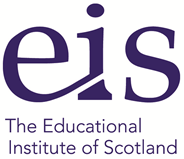 eis
The Educational
Institute of Scotland